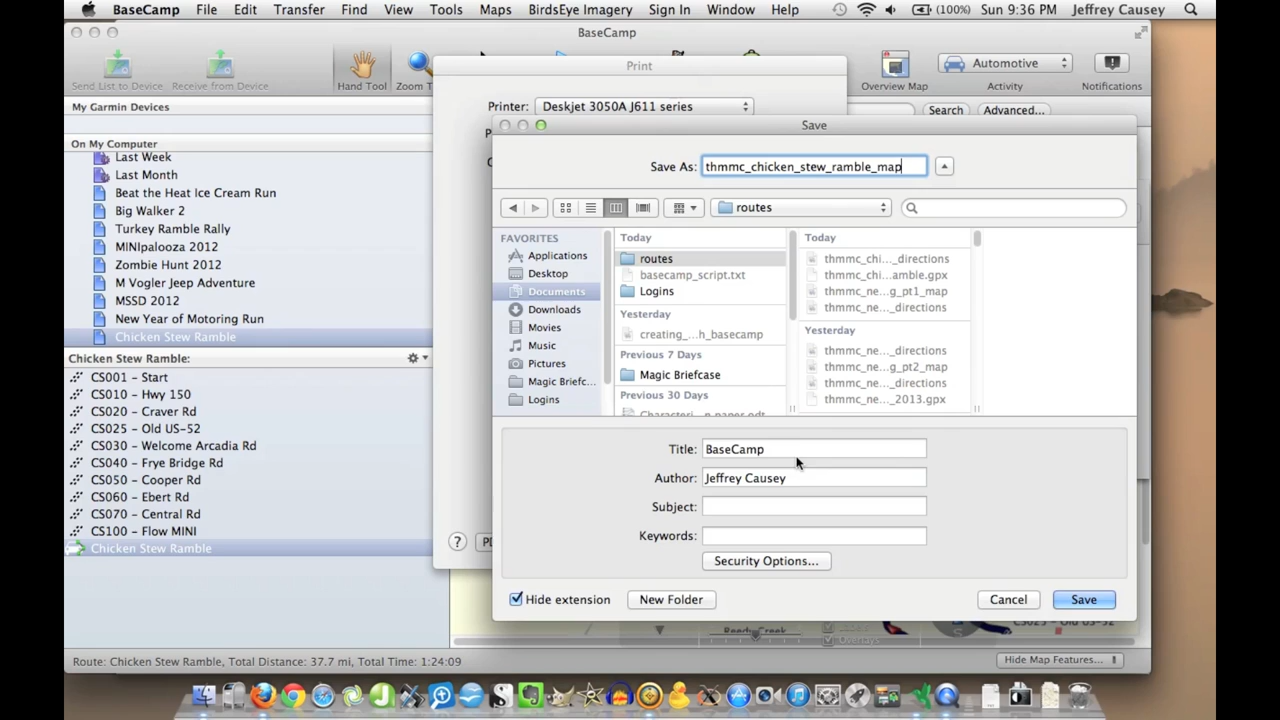 BaseCamp File Edit Transfer Find View Tools Maps BirdsEye Imagery Sign In Window Help (100%) Sun 9:36 PM Jeffrey Causey
BaseCamp
Send List to Device Receive from Device Hand Tool Zoom T Overview Map Automotive Activity Notifications
Print
My Garmin Devices
Printer: Deskjet 3050A J611 series
Search Advanced...
On My Computer
Last Week
Last Month
Beat the Heat Ice Cream Run
Big Walker 2
Turkey Ramble Rally
MINIpalooza 2012
Zombie Hunt 2012
M Vogler Jeep Adventure
MSSD 2012
New Year of Motoring Run
Chicken Stew Ramble
Chicken Stew Ramble:
CS001 – Start
CS010 – Hwy 150
CS020 – Craver Rd
CS025 – Old US-52
CS030 – Welcome Arcadia Rd
CS040 – Frye Bridge Rd
CS050 – Cooper Rd
CS060 – Ebert Rd
CS070 – Central Rd
CS100 – Flow MINI
Chicken Stew Ramble
Save
Save As: thmmc_chicken_stew_ramble_map
routes
FAVORITES
Applications
Desktop
Documents
Downloads
Movies
Music
Pictures
Magic Briefc...
Logins
Today
routes
basecamp_script.txt
Logins
Yesterday
creating_...h_basecamp
Previous 7 Days
Magic Briefcase
Previous 30 Days
Today
thmmc_chi..._directions
thmmc_chi...amble.gpx
thmmc_ne...g_pt1_map
thmmc_ne..._directions
Yesterday
thmmc_ne..._directions
thmmc_ne...g_pt2_map
thmmc_ne..._directions
thmmc_ne..._2013.gpx
Title: BaseCamp
Author: Jeffrey Causey
Subject:
Keywords:
Security Options...
? PD
Hide extension New Folder Cancel Save
Overlays
Route: Chicken Stew Ramble, Total Distance: 37.7 mi, Total Time: 1:24:09
Hide Map Features...